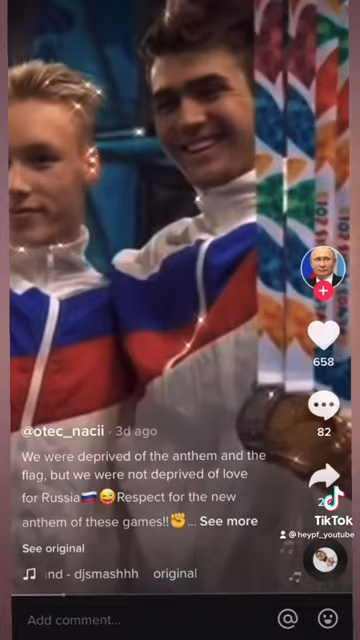 658
82
@otec_nacii · 3d ago
We were deprived of the anthem and the
flag, but we were not deprived of love
for Russia🇷🇺😜Respect for the new
anthem of these games!!✊... See more
TikTok
@heypf_youtube
See original
nd - djsmashhh original
Add comment...